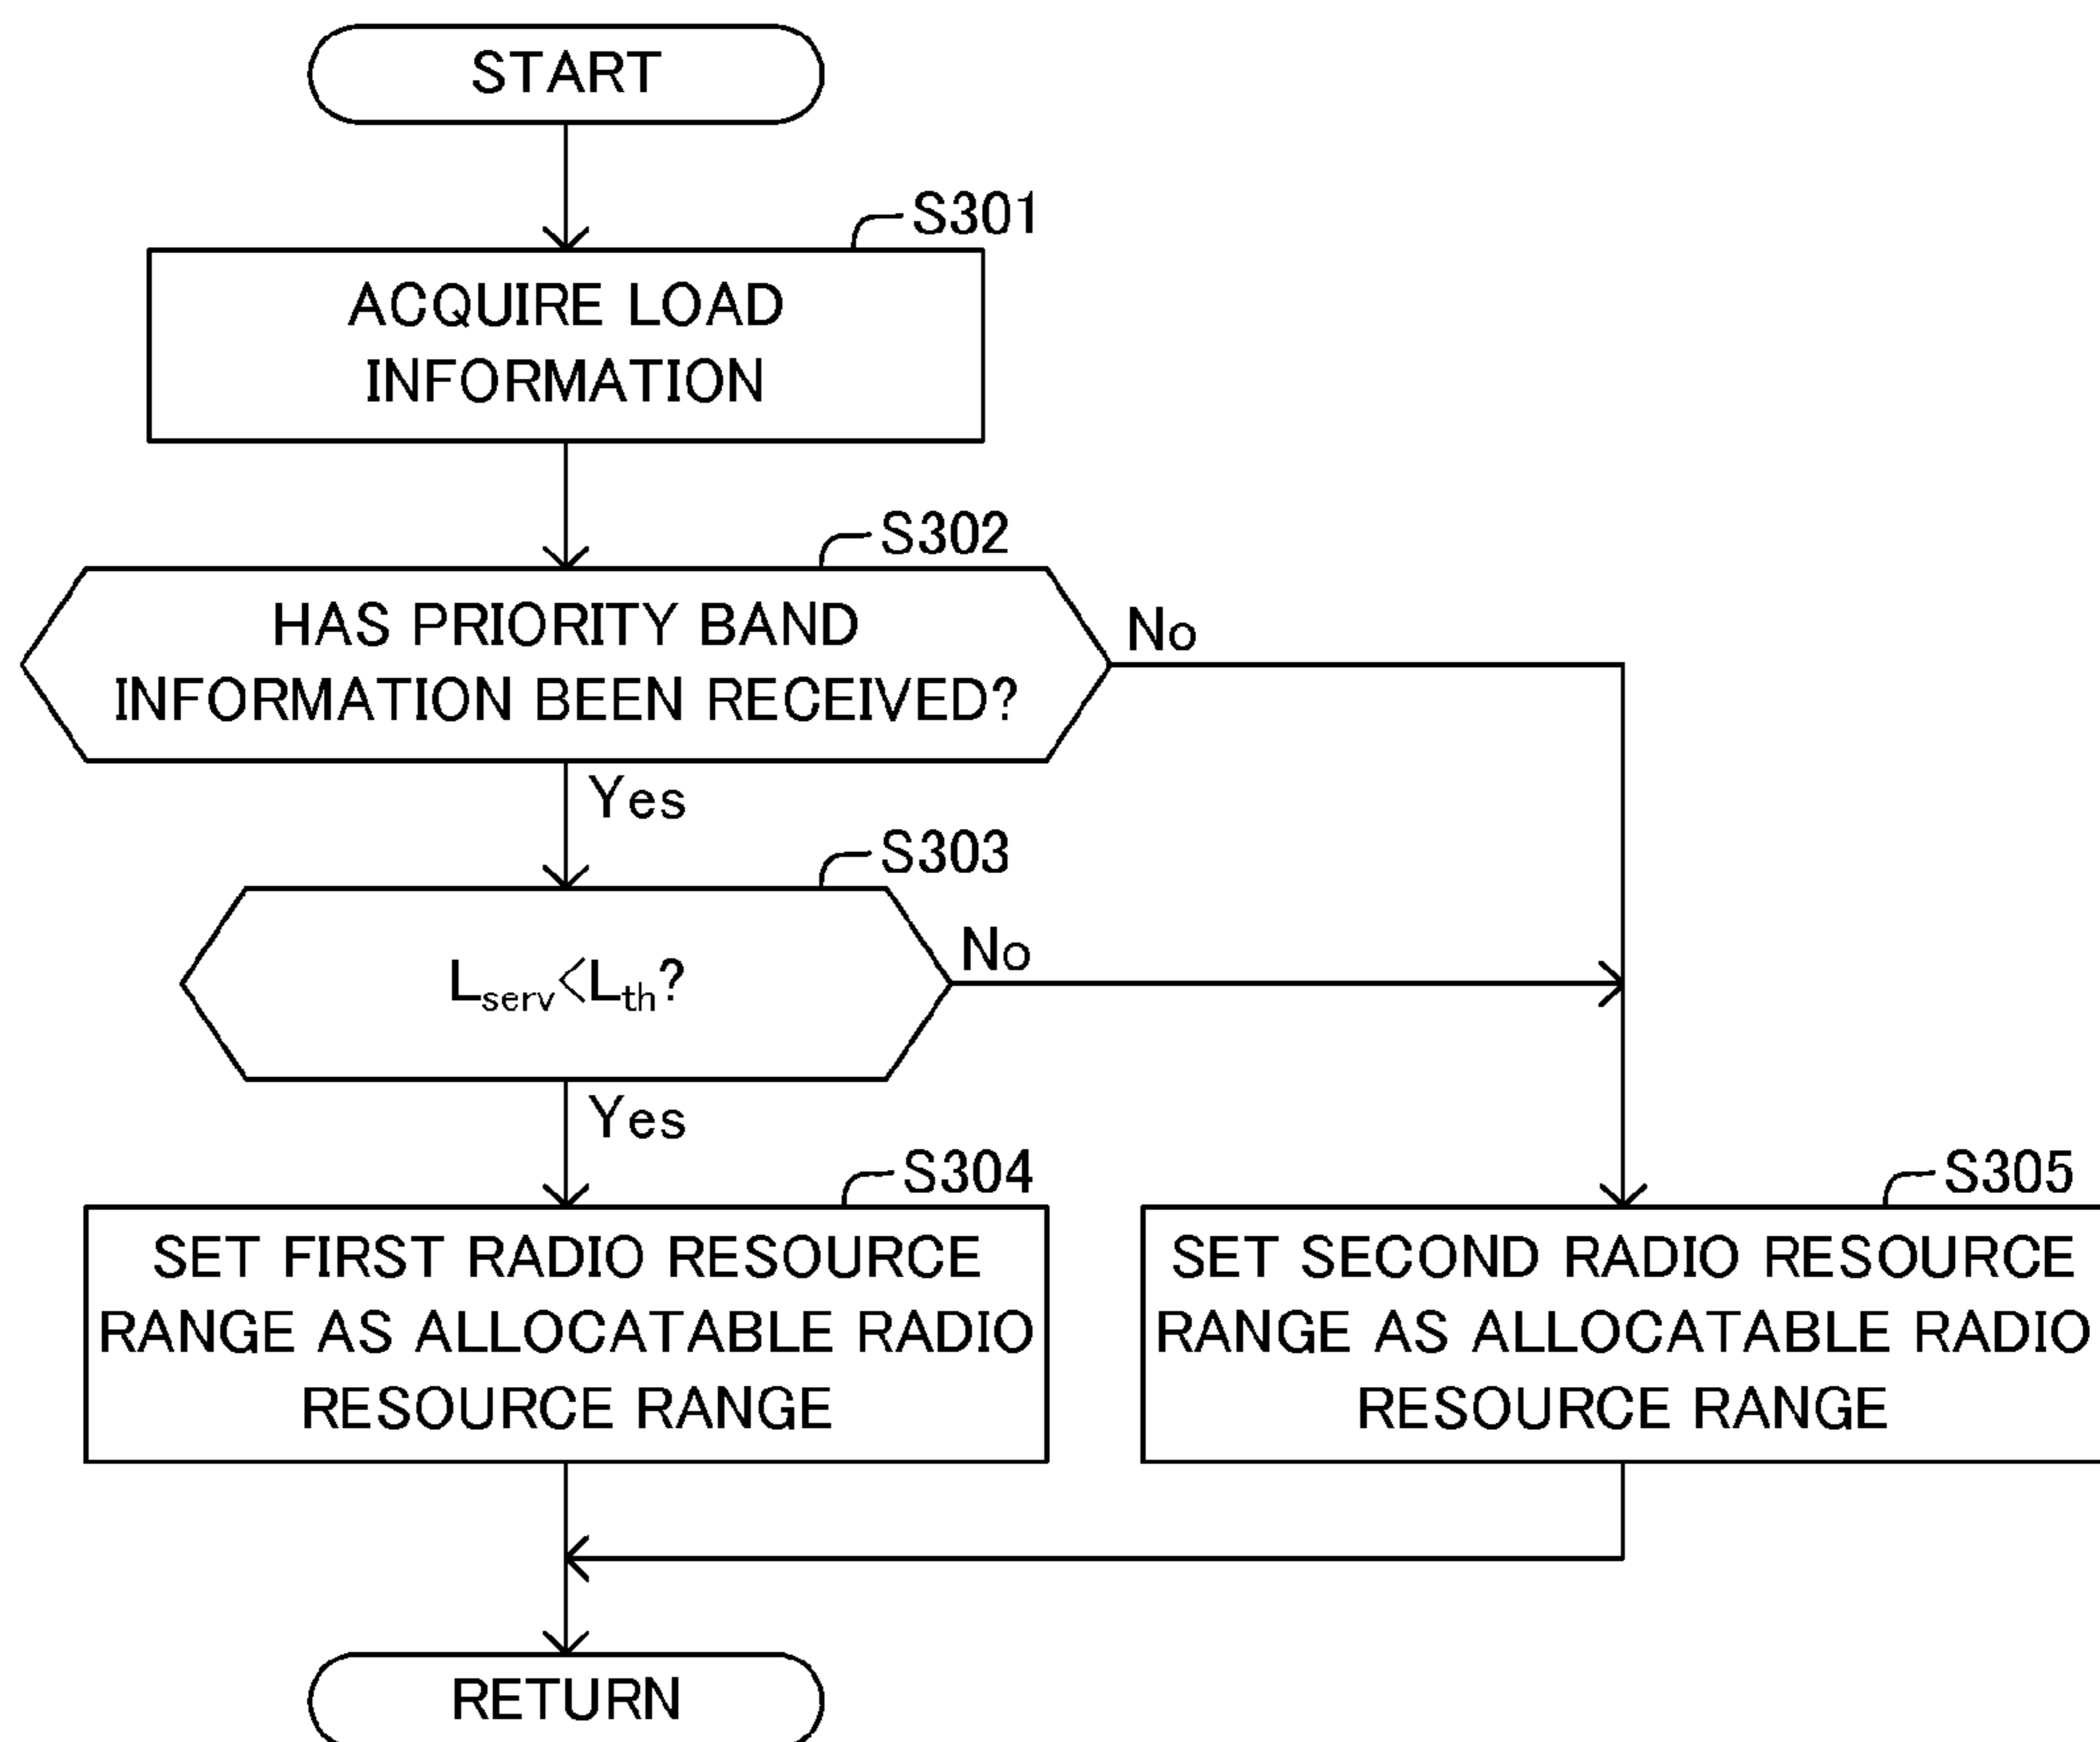 START
S301
ACQUIRE LOAD
INFORMATION
S302
HAS PRIORITY BAND
INFORMATION BEEN RECEIVED?
No
Yes
S303
Lserv<Lth?
No
Yes
S304
SET FIRST RADIO RESOURCE
RANGE AS ALLOCATABLE RADIO
RESOURCE RANGE
S305
SET SECOND RADIO RESOURCE
RANGE AS ALLOCATABLE RADIO
RESOURCE RANGE
RETURN